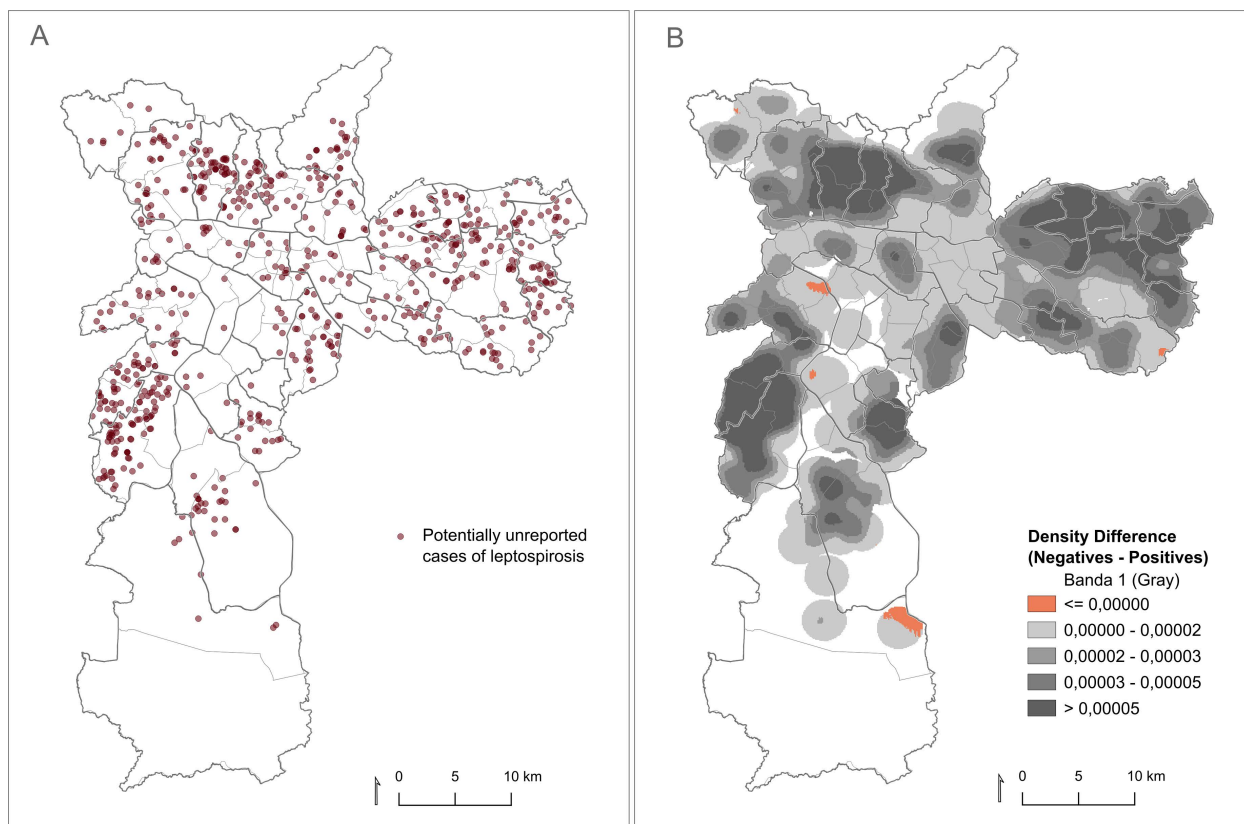 A
Potentially unreported
cases of leptospirosis
0 5 10 km
B
Density Difference
(Negatives - Positives)
Banda 1 (Gray)
<= 0,00000
0,00000 - 0,00002
0,00002 - 0,00003
0,00003 - 0,00005
> 0,00005
0 5 10 km